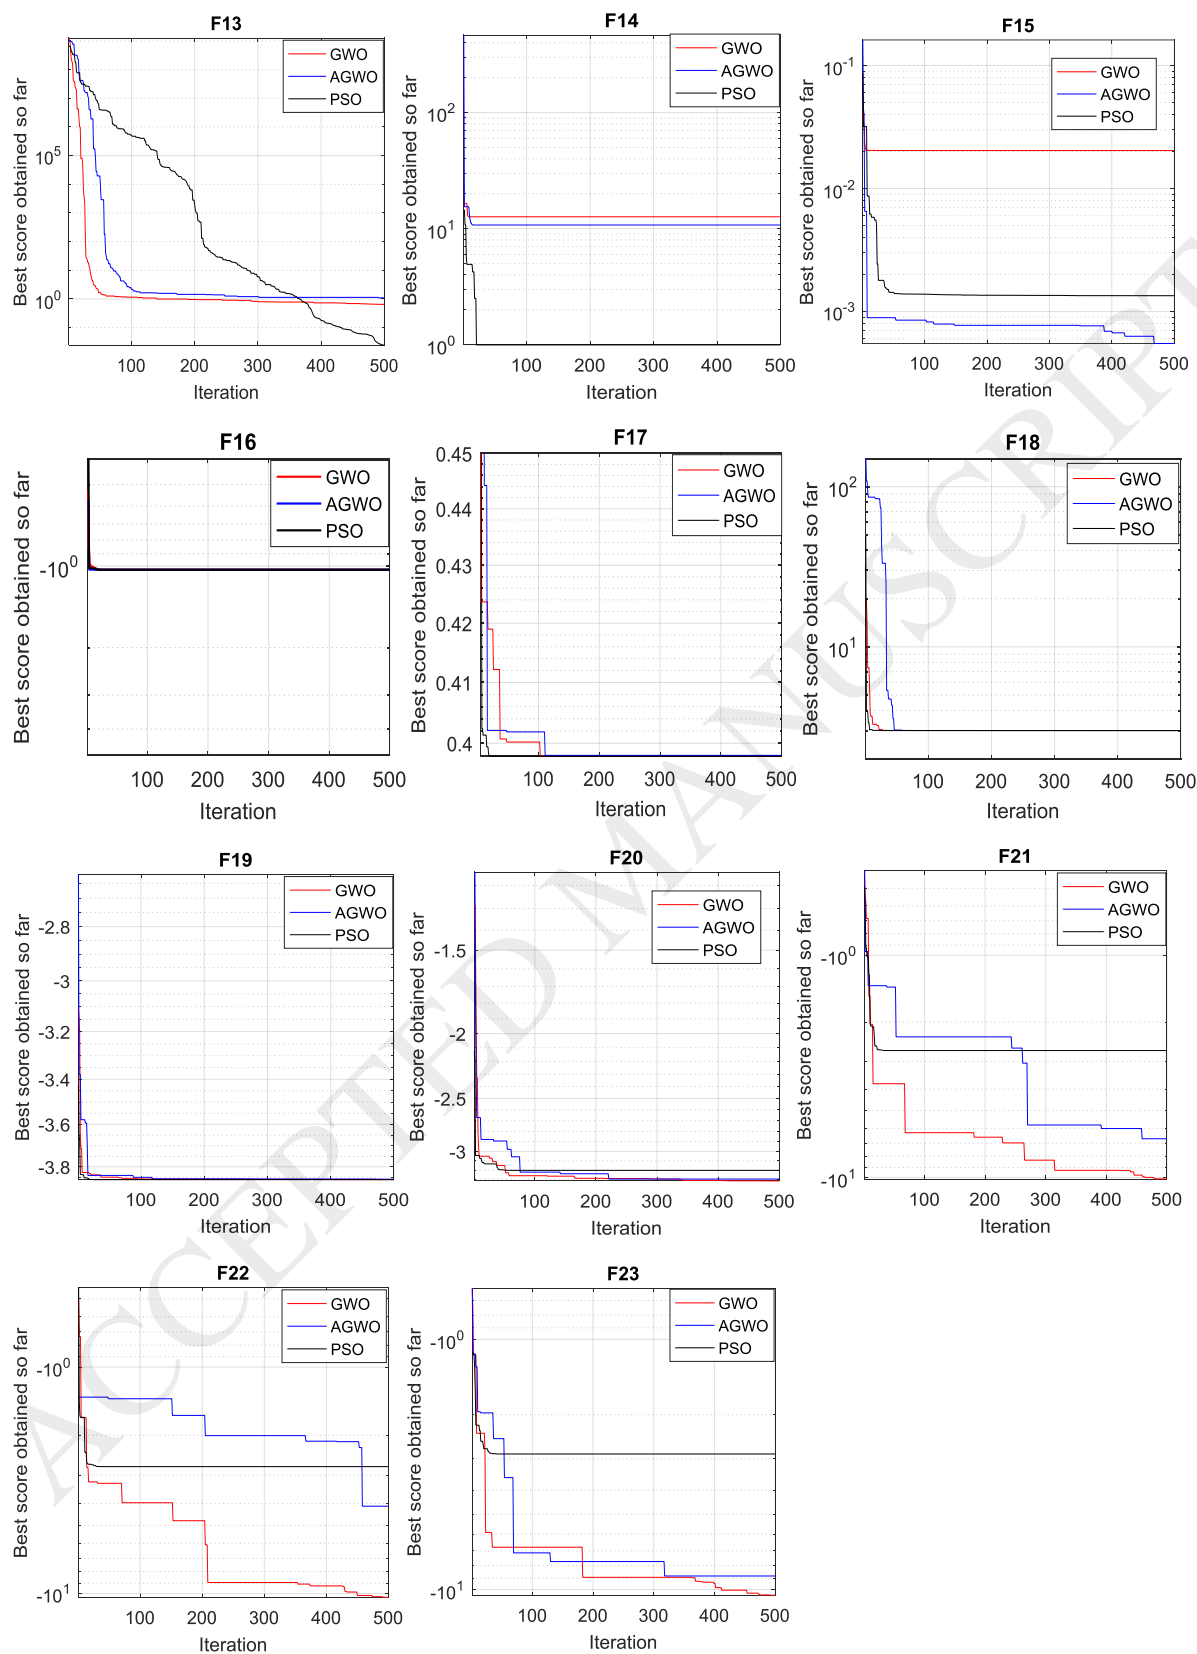 F13
GWO
AGWO
PSO
Best score obtained so far
10^5
10^0
100 200 300 400 500
Iteration
F14
GWO
AGWO
PSO
Best score obtained so far
10^2
10^1
10^0
100 200 300 400 500
Iteration
F15
GWO
AGWO
PSO
Best score obtained so far
10^-1
10^-2
10^-3
100 200 300 400 500
Iteration
F16
GWO
AGWO
PSO
Best score obtained so far
-10^0
100 200 300 400 500
Iteration
F17
GWO
AGWO
PSO
Best score obtained so far
0.45
0.44
0.43
0.42
0.41
0.4
100 200 300 400 500
Iteration
F18
GWO
AGWO
PSO
Best score obtained so far
10^2
10^1
100 200 300 400 500
Iteration
F19
GWO
AGWO
PSO
Best score obtained so far
-2.8
-3
-3.2
-3.4
-3.6
-3.8
100 200 300 400 500
Iteration
F20
GWO
AGWO
PSO
Best score obtained so far
-1.5
-2
-2.5
-3
100 200 300 400 500
Iteration
F21
GWO
AGWO
PSO
Best score obtained so far
-10^0
-10^1
100 200 300 400 500
Iteration
F22
GWO
AGWO
PSO
Best score obtained so far
-10^0
-10^1
100 200 300 400 500
Iteration
F23
GWO
AGWO
PSO
Best score obtained so far
-10^0
-10^1
100 200 300 400 500
Iteration
ACCEPTED MANUSCRIPT